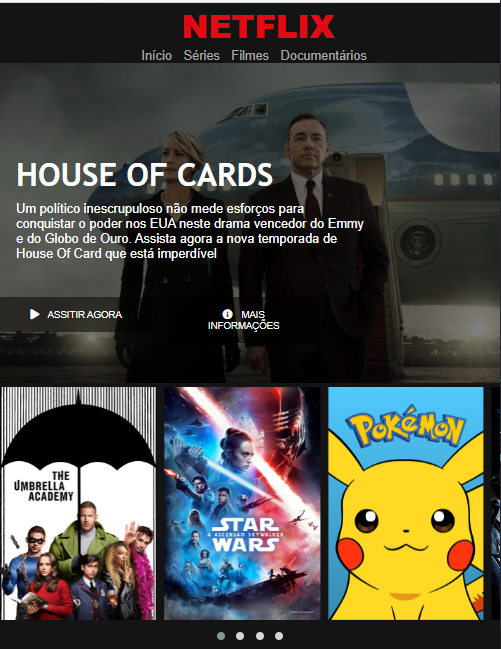 NETFLIX
Início Séries Filmes Documentários
HOUSE OF CARDS
Um político inescrupuloso não mede esforços para
conquistar o poder nos EUA neste drama vencedor do Emmy
e do Globo de Ouro. Assista agora a nova temporada de
House Of Card que está imperdível
ASSITIR AGORA
MAIS
INFORMAÇÕES
THE
UMBRELLA
ACADEMY
STAR
A ASCENSÃO SKYWALKER
WARS
POKéMON